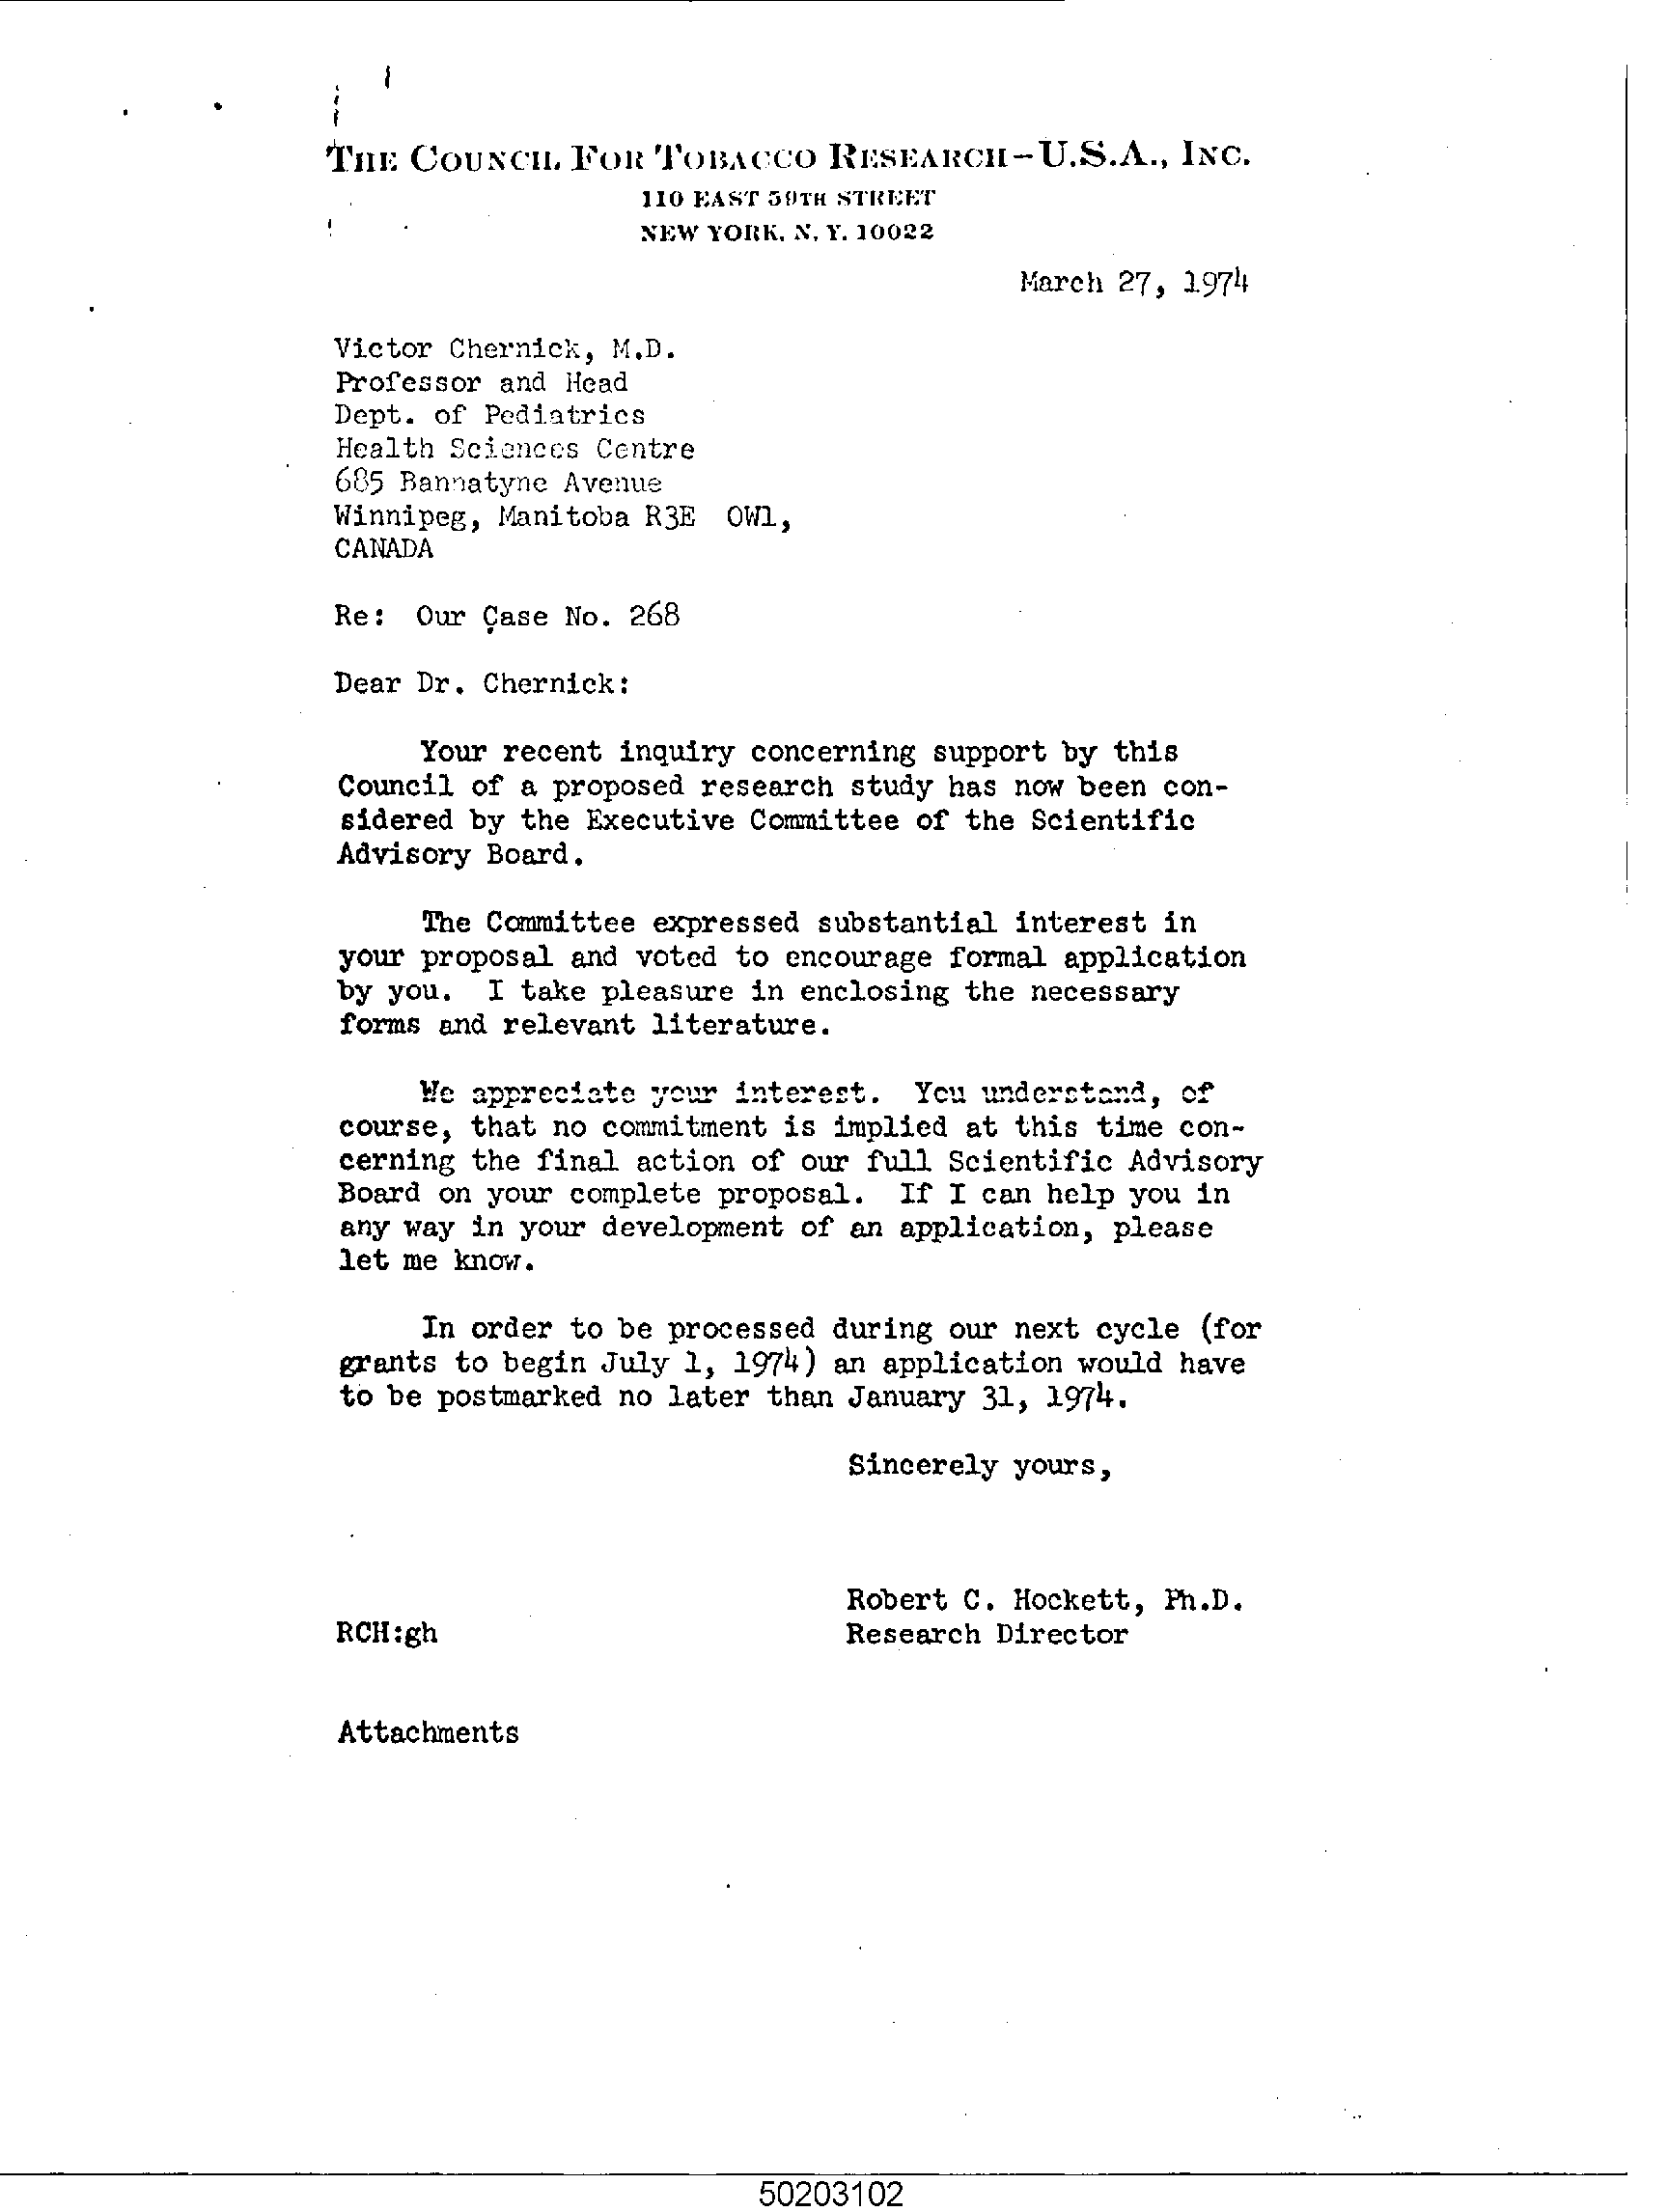 THE COUNCIL FOR TOBACCO RESEARCH-U.S.A., INC.
110 EAST 59TH STREET
NEW YORK, N. Y. 10022
March 27, 1974
Victor Chernick, M.D.
Professor and Head
Dept. of Pediatrics
Health Sciences Centre
685 Bannatyne Avenue
Winnipeg, Manitoba R3E OW1,
CANADA
Re: Our Case No. 268
Dear Dr. Chernick:
Your recent inquiry concerning support by this
Council of a proposed research study has now been con-
sidered by the Executive Committee of the Scientific
Advisory Board.
The Committee expressed substantial interest in
your proposal and voted to encourage formal application
by you. I take pleasure in enclosing the necessary
forms and relevant literature.
We appreciate your interest. You understand, of
course, that no commitment is implied at this time con-
cerning the final action of our full Scientific Advisory
Board on your complete proposal. If I can help you in
any way in your development of an application, please
let me know.
In order to be processed during our next cycle (for
grants to begin July 1, 1974) an application would have
to be postmarked no later than January 31, 1974.
Sincerely yours,
Robert C. Hockett, Ph.D.
RCH:gh Research Director
Attachments
50203102